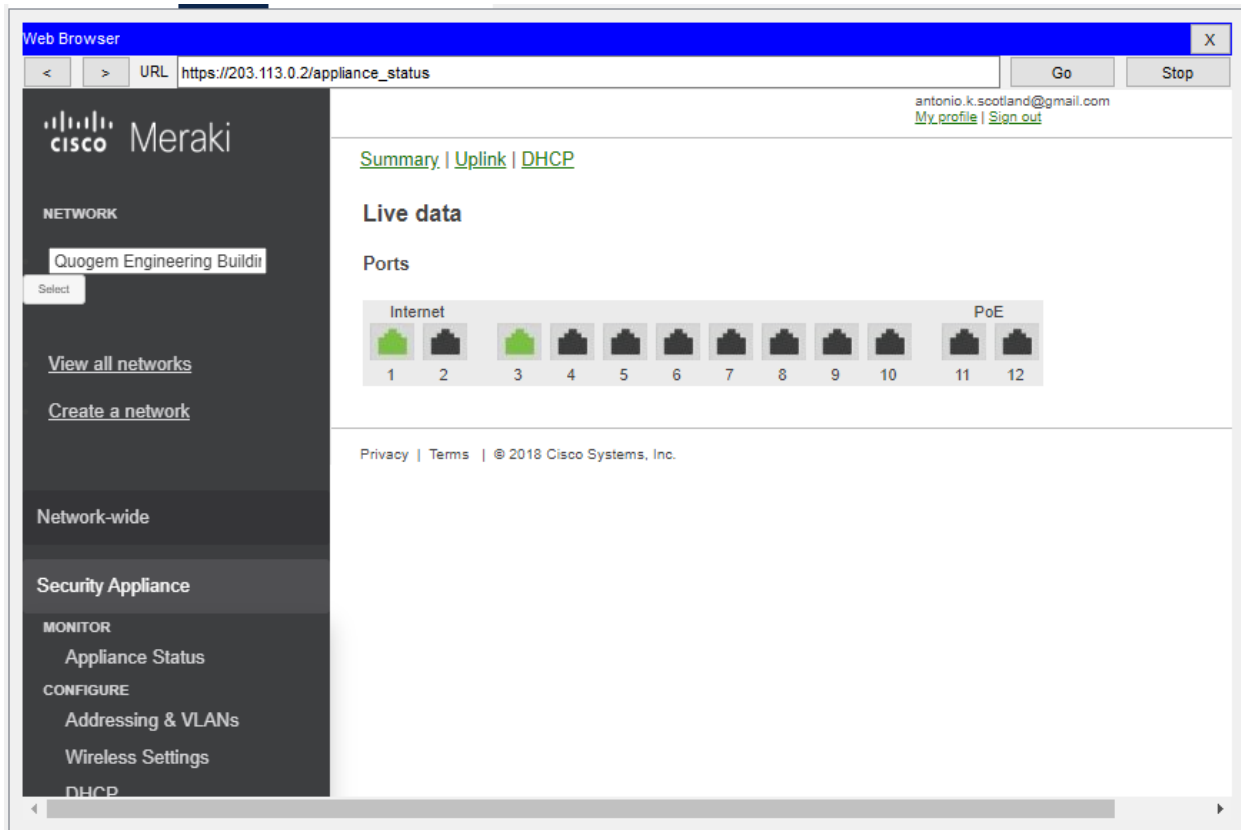 Web Browser
X
<
>
URL
https://203.113.0.2/appliance_status
Go
Stop
antonio.k.scotland@gmail.com
My profile | Sign out
cisco Meraki
Summary | Uplink | DHCP
NETWORK
Live data
Quogem Engineering Buildir
Ports
Select
Internet
PoE
1 2 3 4 5 6 7 8 9 10 11 12
View all networks
Create a network
Privacy | Terms | © 2018 Cisco Systems, Inc.
Network-wide
Security Appliance
MONITOR
Appliance Status
CONFIGURE
Addressing & VLANs
Wireless Settings
DHCP